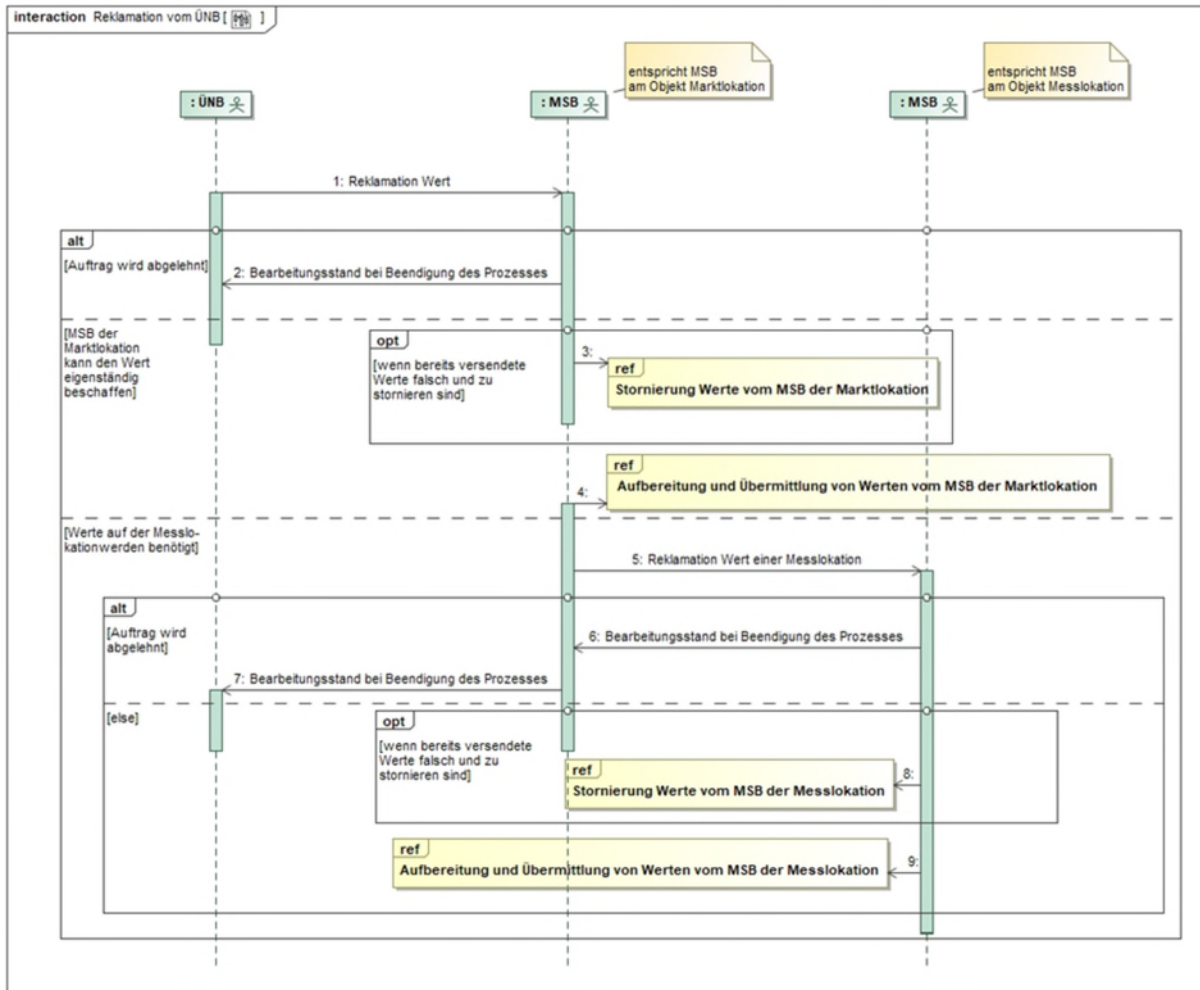 interaction Reklamation vom ÜNB [ ]
entspricht MSB
am Objekt Marktlokation
entspricht MSB
am Objekt Messlokation
: ÜNB
: MSB
: MSB
1: Reklamation Wert
alt
[Auftrag wird abgelehnt]
2: Bearbeitungsstand bei Beendigung des Prozesses
[MSB der
Marktlokation
kann den Wert
eigenständig
beschaffen]
opt
[wenn bereits versendete
Werte falsch und zu
stornieren sind]
3:
ref
Stornierung Werte vom MSB der Marktlokation
ref
Aufbereitung und Übermittlung von Werten vom MSB der Marktlokation
4:
[Werte auf der Messlo-
kationwerden benötigt]
5: Reklamation Wert einer Messlokation
alt
[Auftrag wird
abgelehnt]
6: Bearbeitungsstand bei Beendigung des Prozesses
7: Bearbeitungsstand bei Beendigung des Prozesses
[else]
opt
[wenn bereits versendete
Werte falsch und zu
stornieren sind]
ref
Stornierung Werte vom MSB der Messlokation
8:
ref
Aufbereitung und Übermittlung von Werten vom MSB der Messlokation
9: